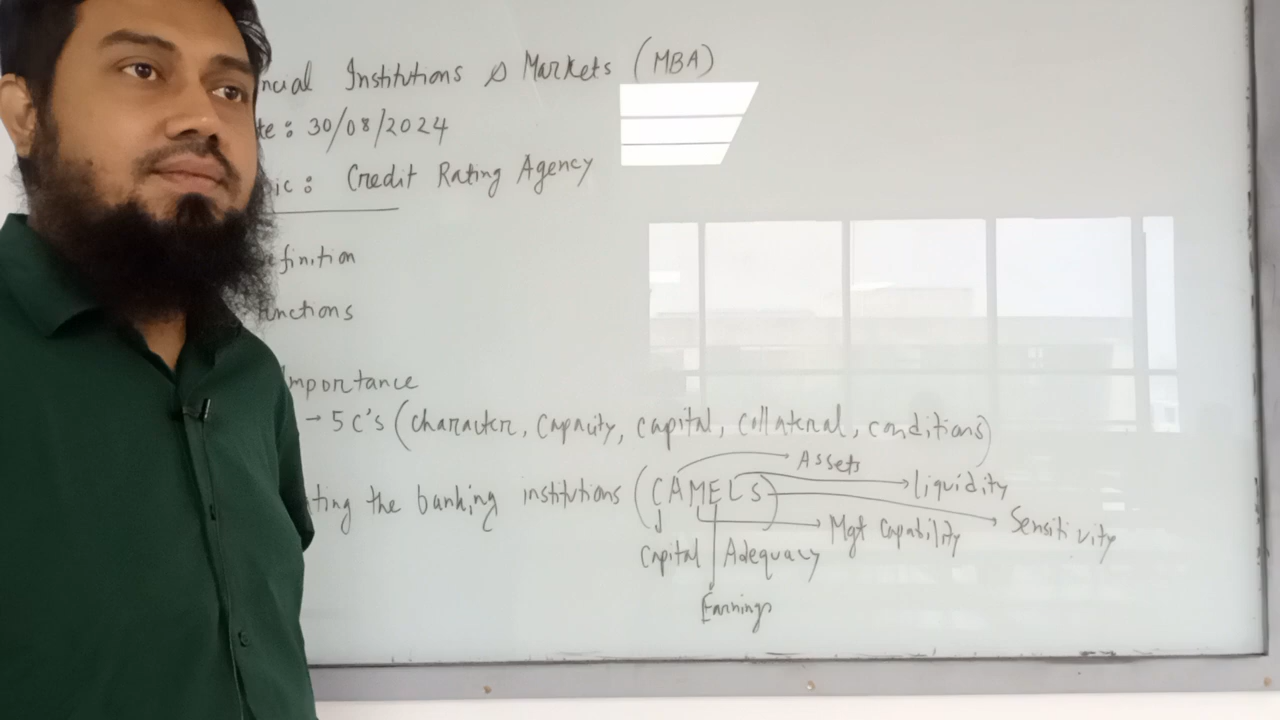 ncial Institutions & Markets (MBA)
te : 30/08/2024
ic : Credit Rating Agency
efinition
unctions
mportance
→ 5 C's (character, capacity, capital, collateral, conditions)
ting the banking institutions (CAMELS)
Assets
liquidity
Sensitivity
Mgt Capability
Capital Adequacy
Earnings